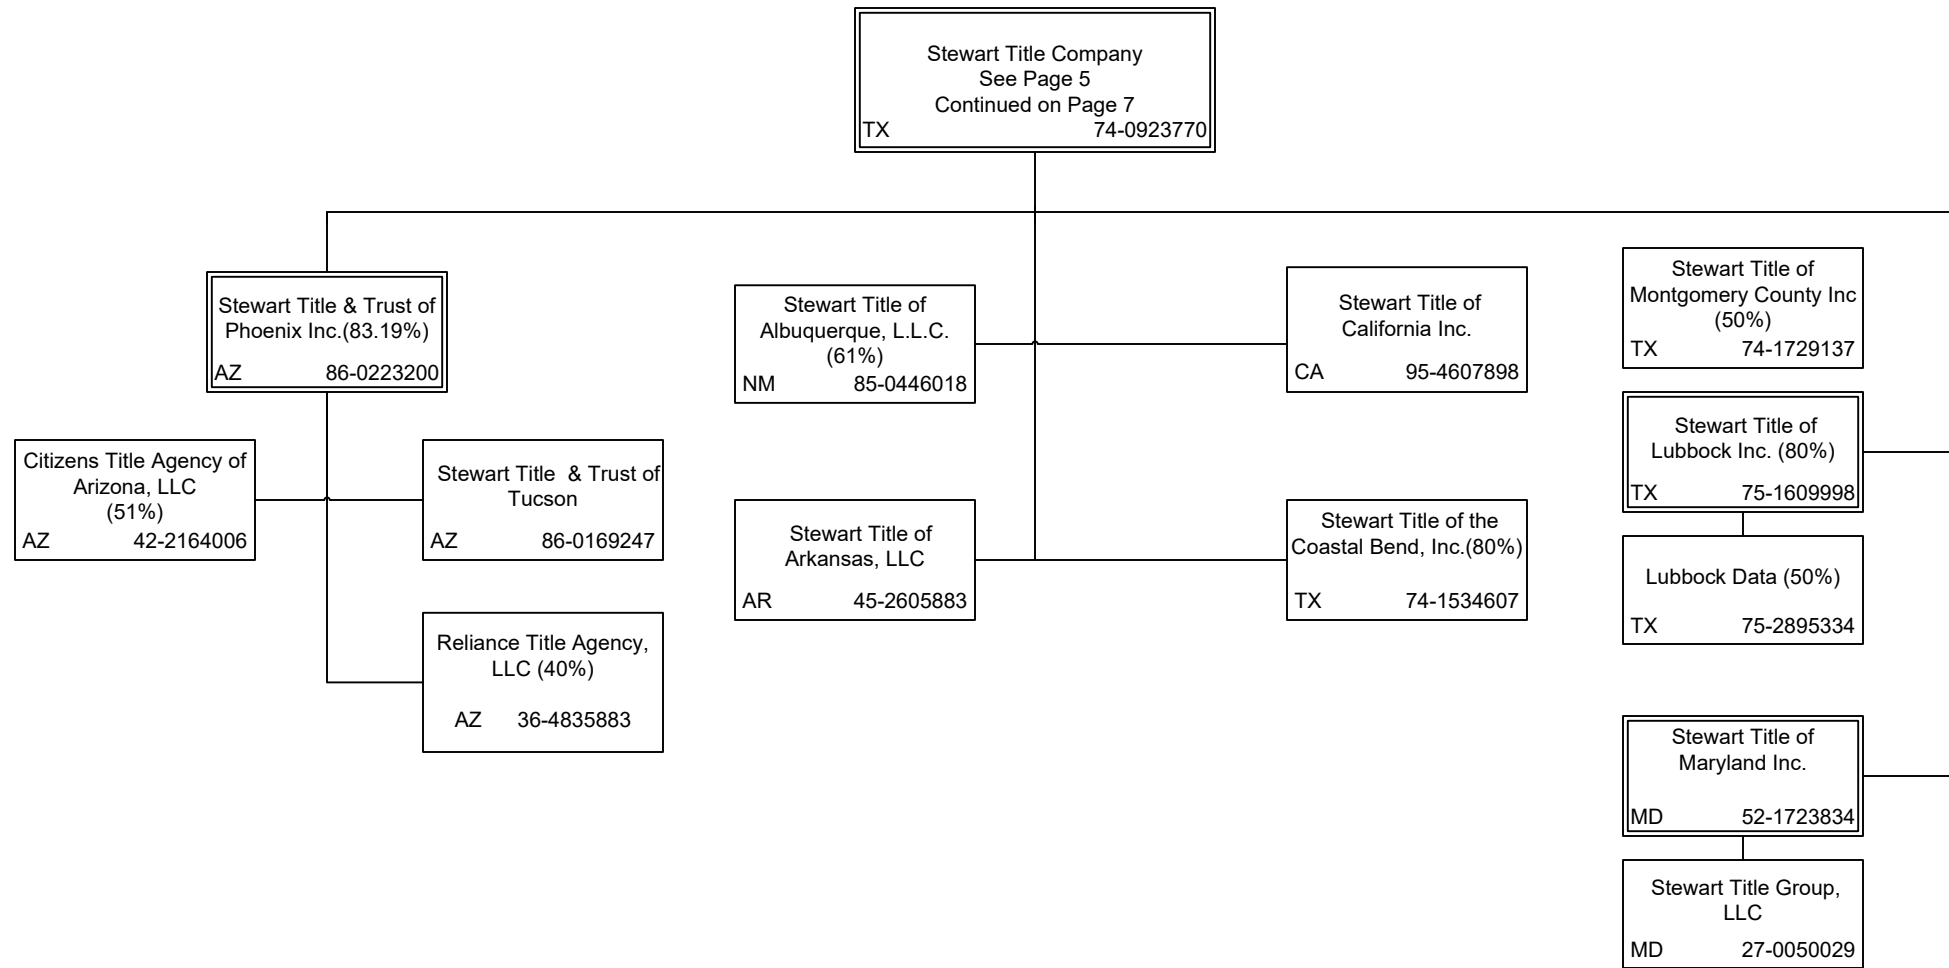 Stewart Title Company
See Page 5
Continued on Page 7
TX 74-0923770
Stewart Title & Trust of
Phoenix Inc.(83.19%)
AZ 86-0223200
Citizens Title Agency of
Arizona, LLC
(51%)
AZ 42-2164006
Stewart Title & Trust of
Tucson
AZ 86-0169247
Reliance Title Agency,
LLC (40%)
AZ 36-4835883
Stewart Title of
Albuquerque, L.L.C.
(61%)
NM 85-0446018
Stewart Title of
California Inc.
CA 95-4607898
Stewart Title of
Arkansas, LLC
AR 45-2605883
Stewart Title of the
Coastal Bend, Inc.(80%)
TX 74-1534607
Stewart Title of
Montgomery County Inc
(50%)
TX 74-1729137
Stewart Title of
Lubbock Inc. (80%)
TX 75-1609998
Lubbock Data (50%)
TX 75-2895334
Stewart Title of
Maryland Inc.
MD 52-1723834
Stewart Title Group,
LLC
MD 27-0050029